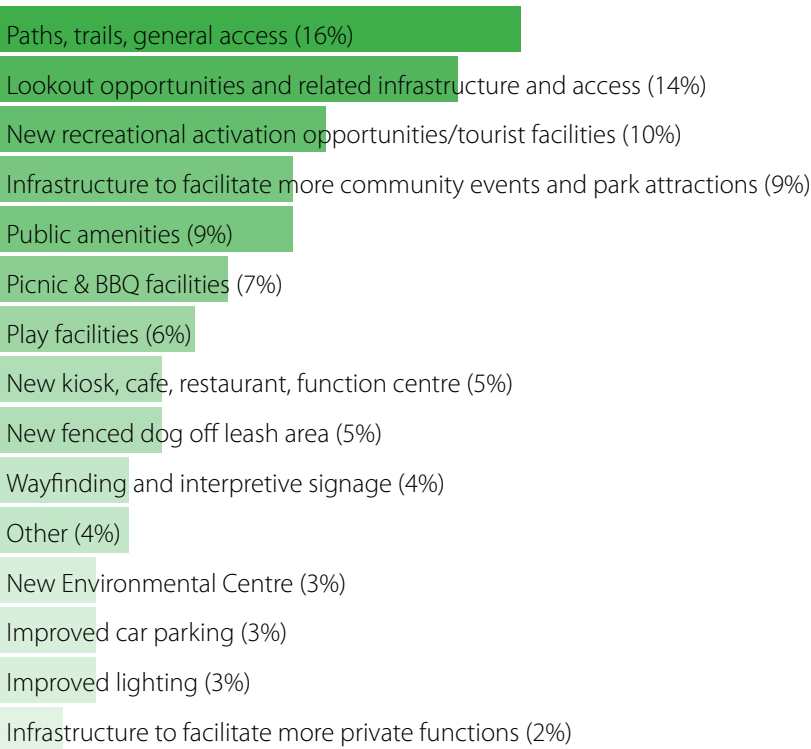 Paths, trails, general access (16%)
Lookout opportunities and related infrastructure and access (14%)
New recreational activation opportunities/tourist facilities (10%)
Infrastructure to facilitate more community events and park attractions (9%)
Public amenities (9%)
Picnic & BBQ facilities (7%)
Play facilities (6%)
New kiosk, cafe, restaurant, function centre (5%)
New fenced dog off leash area (5%)
Wayfinding and interpretive signage (4%)
Other (4%)
New Environmental Centre (3%)
Improved car parking (3%)
Improved lighting (3%)
Infrastructure to facilitate more private functions (2%)